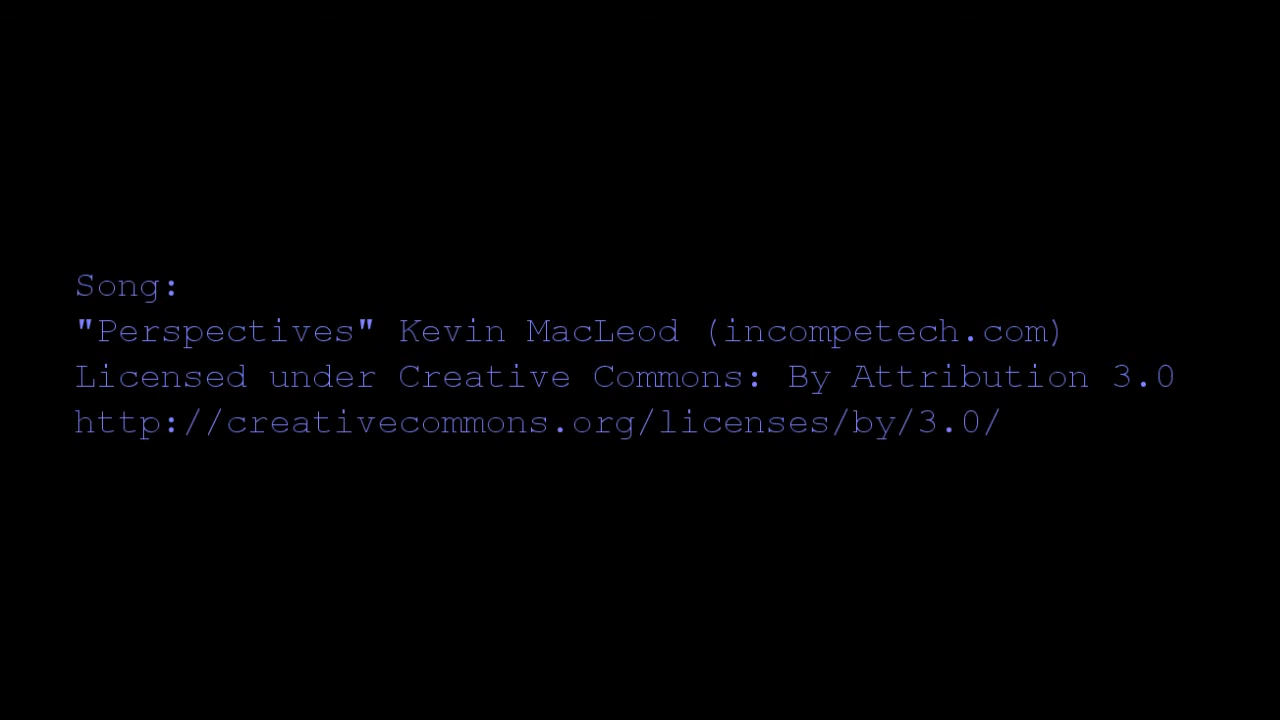 Song:
"Perspectives" Kevin MacLeod (incompetech.com)
Licensed under Creative Commons: By Attribution 3.0
http://creativecommons.org/licenses/by/3.0/